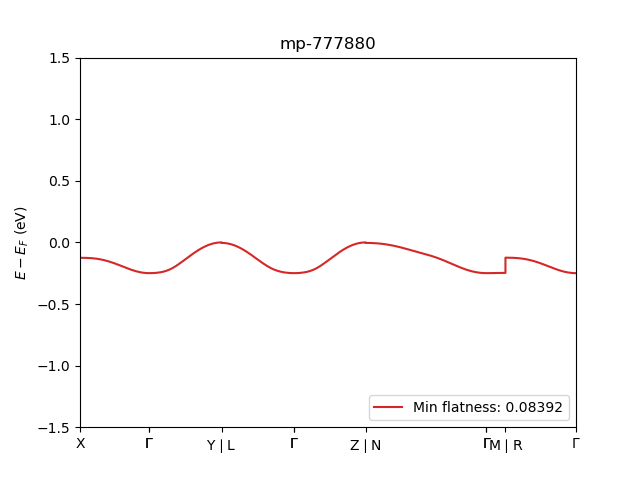 mp-777880
1.5
1.0
0.5
0.0
−0.5
−1.0
−1.5
E − E_F (eV)
Min flatness: 0.08392
X Γ Y | L Γ Z | N Γ M | R Γ